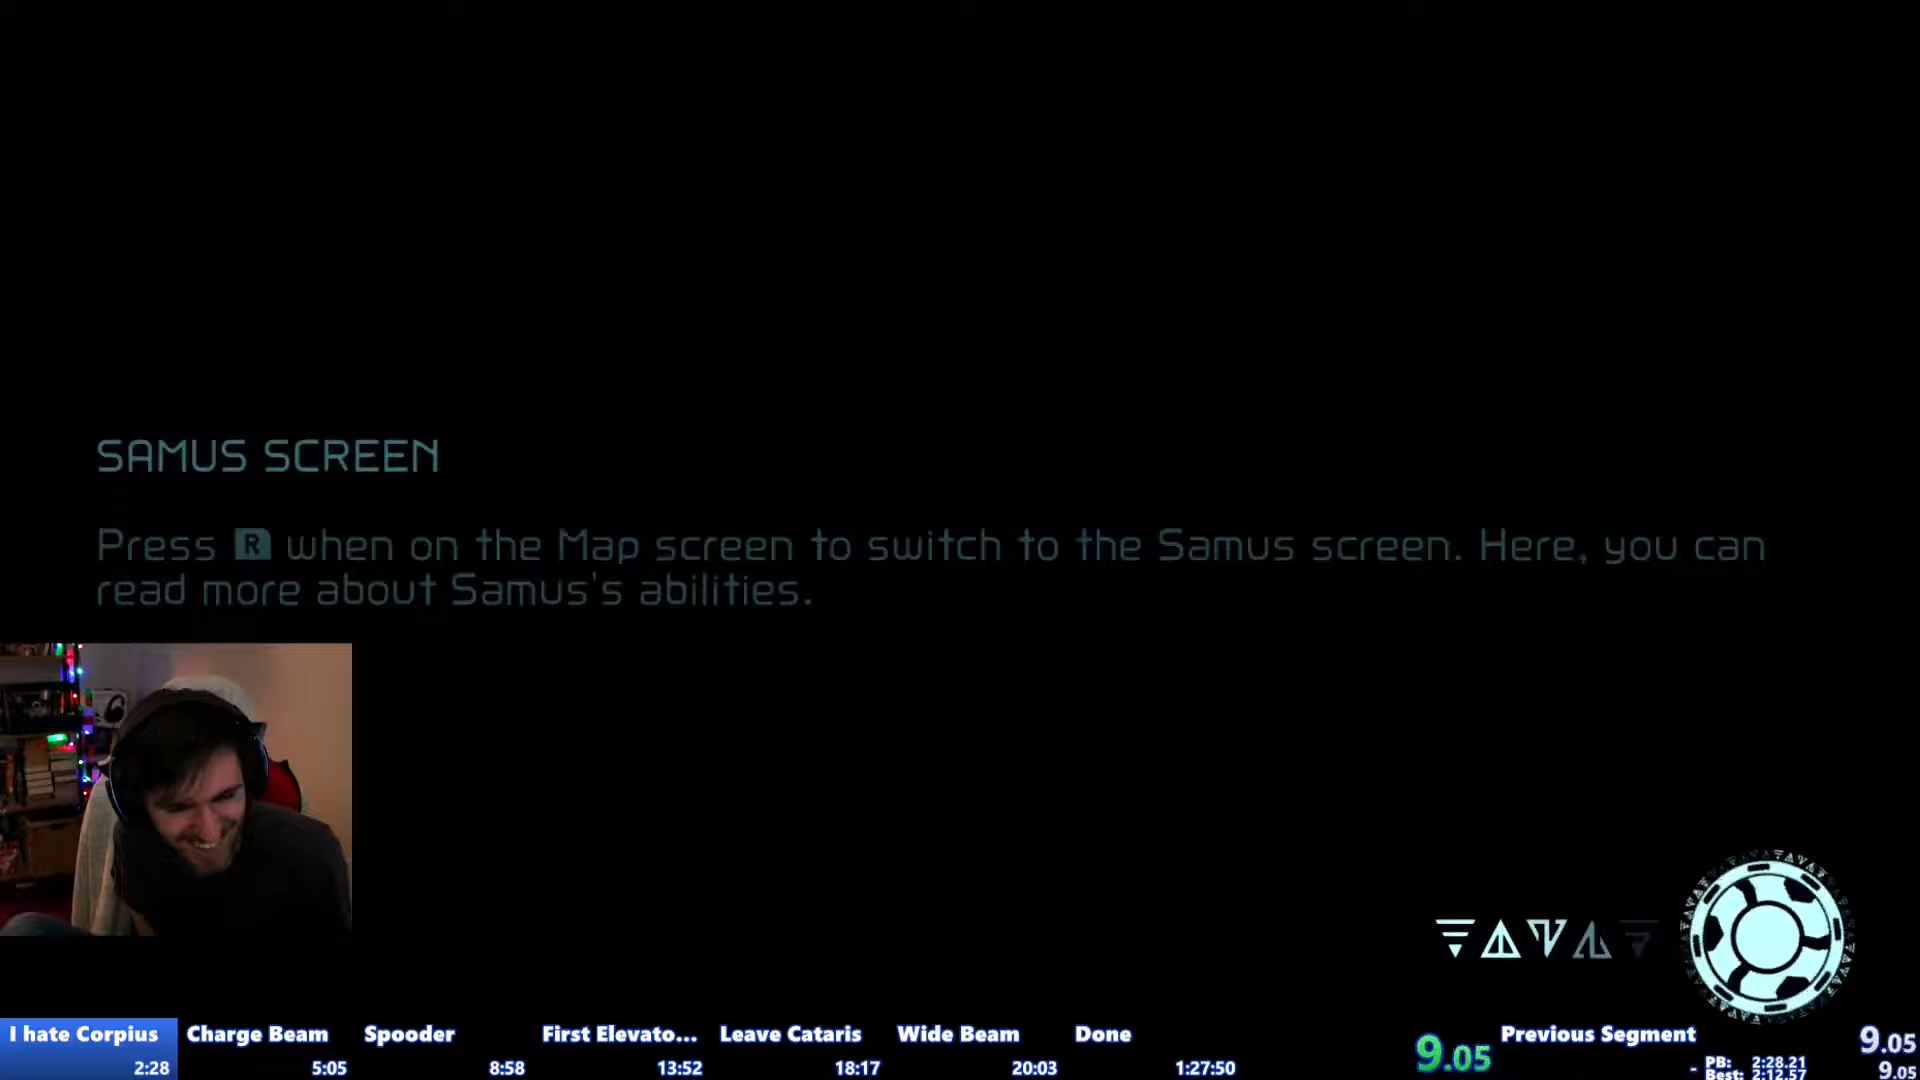 SAMUS SCREEN
Press R when on the Map screen to switch to the Samus screen. Here, you can
read more about Samus's abilities.
I hate Corpius Charge Beam Spooder First Elevato... Leave Cataris Wide Beam Done
2:28 5:05 8:58 13:52 18:17 20:03 1:27:50
9.05
Previous Segment 9.05
- PB: 2:28.21
Best: 2:12.57 9.05